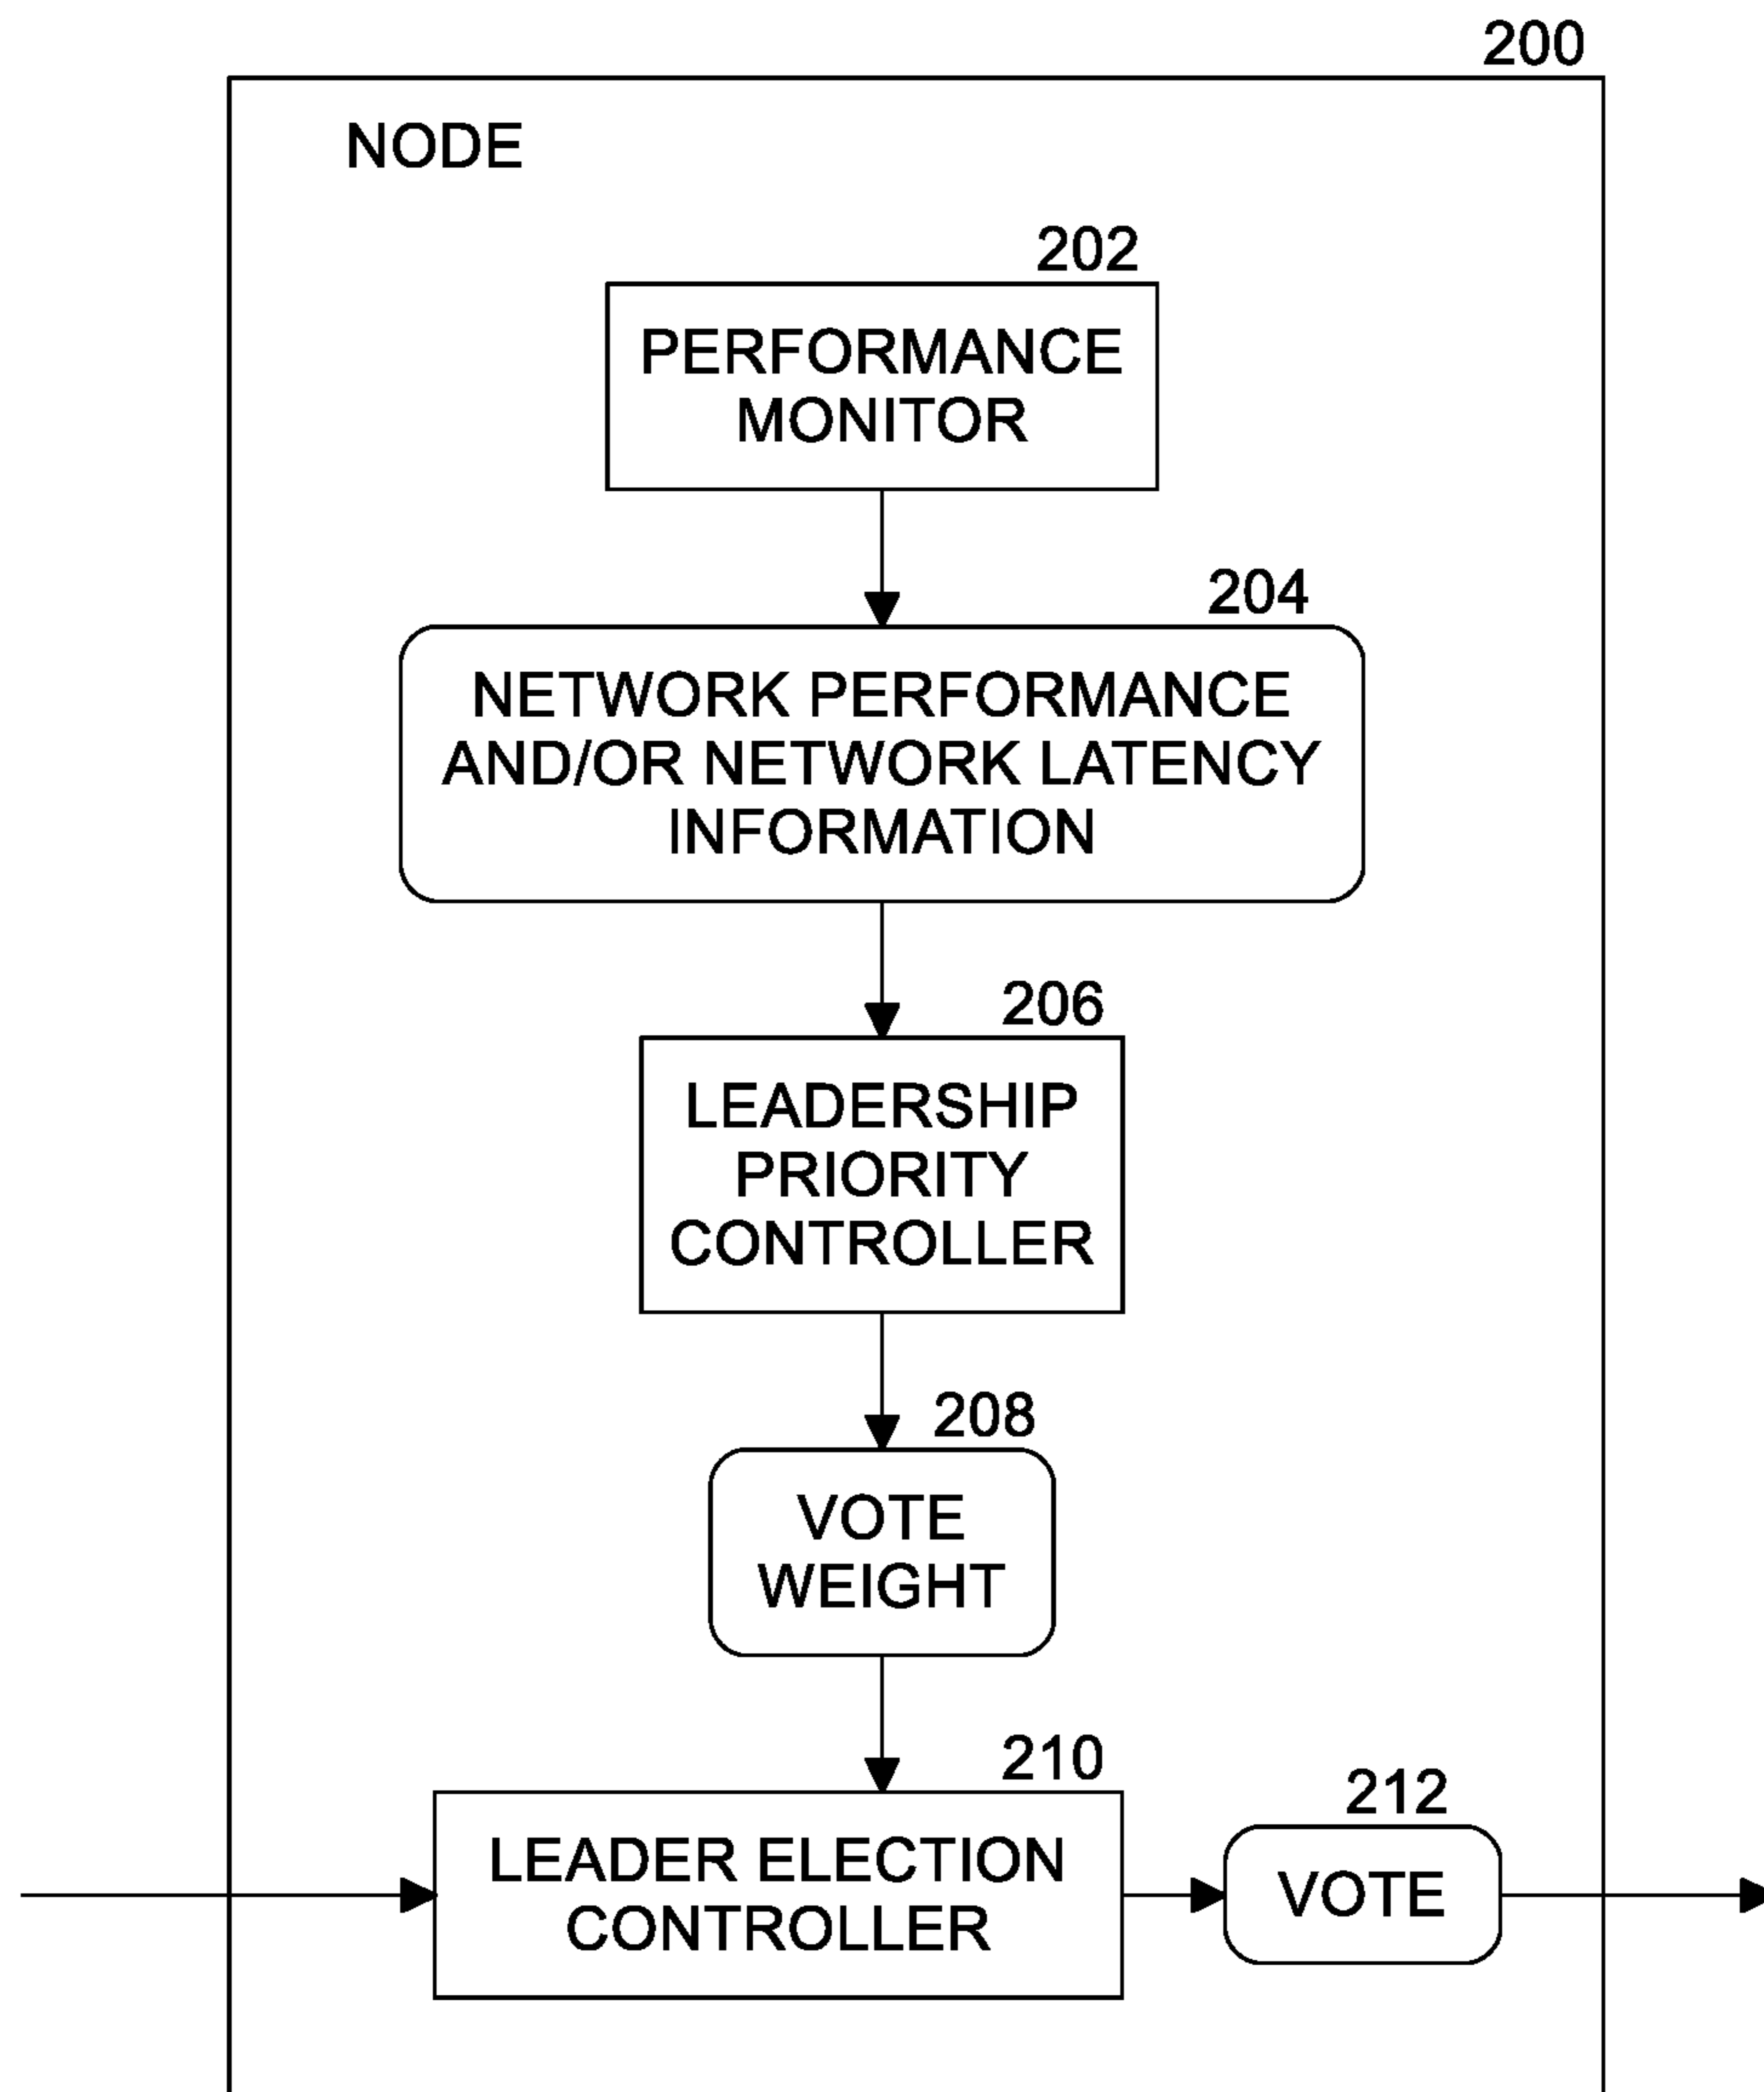 200
NODE
202
PERFORMANCE
MONITOR
204
NETWORK PERFORMANCE
AND/OR NETWORK LATENCY
INFORMATION
206
LEADERSHIP
PRIORITY
CONTROLLER
208
VOTE
WEIGHT
210
LEADER ELECTION
CONTROLLER
212
VOTE